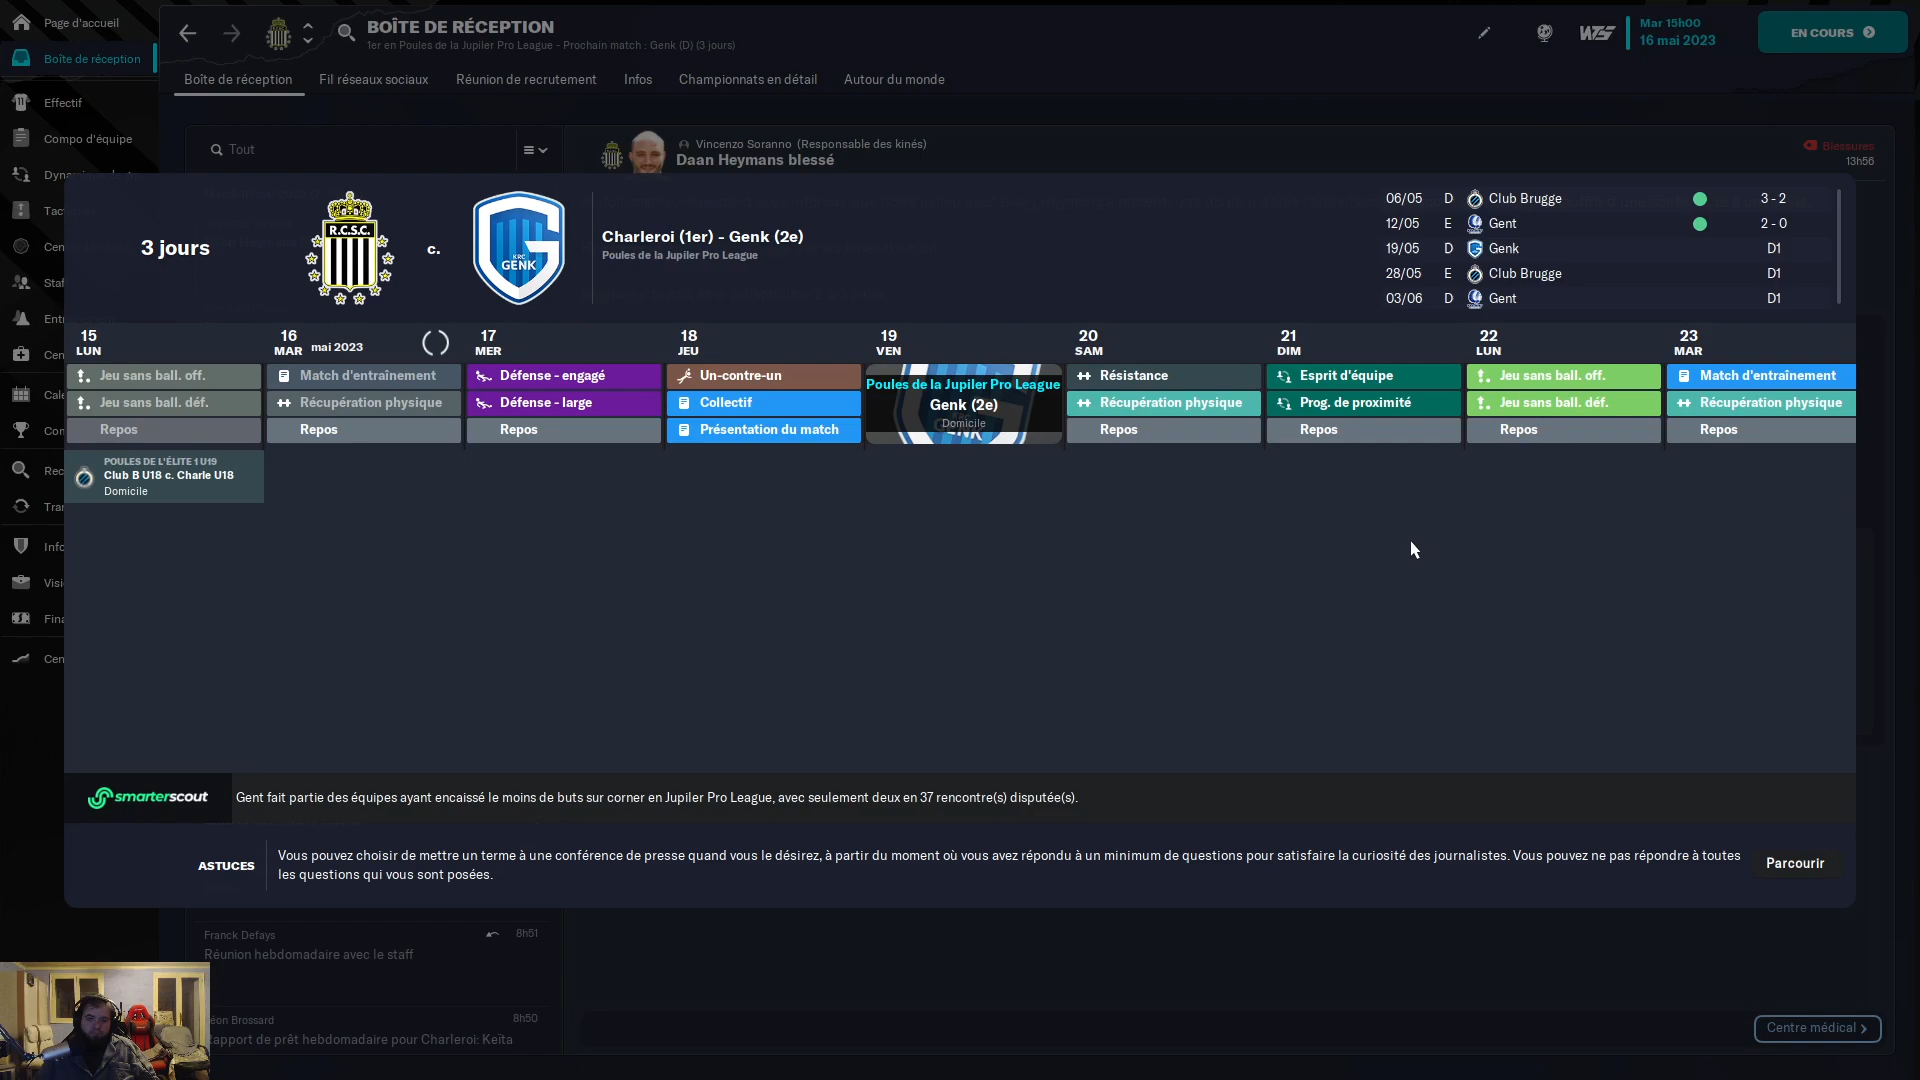 Page d'accueil
Boîte de réception
Effectif
Compo d'équipe
BOÎTE DE RÉCEPTION
1er en Poules de la Jupiler Pro League - Prochain match : Genk (D) (3 jours)
Mar 15h00
16 mai 2023
EN COURS
Boîte de réception
Fil réseaux sociaux
Réunion de recrutement
Infos
Championnats en détail
Autour du monde
Tout
Vincenzo Soranno (Responsable des kinés)
Daan Heymans blessé
Blessures
13h56
3 jours
R.C.S.C.
c.
KRC
GENK
Charleroi (1er) - Genk (2e)
Poules de la Jupiler Pro League
06/05 D Club Brugge 3 - 2
12/05 E Gent 2 - 0
19/05 D Genk D1
28/05 E Club Brugge D1
03/06 D Gent D1
15
LUN
16
MAR mai 2023
17
MER
18
JEU
19
VEN
20
SAM
21
DIM
22
LUN
23
MAR
Jeu sans ball. off.
Jeu sans ball. déf.
Repos
Match d'entraînement
Récupération physique
Repos
Défense - engagé
Défense - large
Repos
Un-contre-un
Collectif
Présentation du match
Poules de la Jupiler Pro League
Genk (2e)
Domicile
Résistance
Récupération physique
Repos
Esprit d'équipe
Prog. de proximité
Repos
Jeu sans ball. off.
Jeu sans ball. déf.
Repos
Match d'entraînement
Récupération physique
Repos
POULES DE L'ÉLITE 1 U19
Club B U18 c. Charle U18
Domicile
smarterscout
Gent fait partie des équipes ayant encaissé le moins de buts sur corner en Jupiler Pro League, avec seulement deux en 37 rencontre(s) disputée(s).
ASTUCES
Vous pouvez choisir de mettre un terme à une conférence de presse quand vous le désirez, à partir du moment où vous avez répondu à un minimum de questions pour satisfaire la curiosité des journalistes. Vous pouvez ne pas répondre à toutes
les questions qui vous sont posées.
Parcourir
Franck Defays
8h51
Réunion hebdomadaire avec le staff
éon Brossard
8h50
apport de prêt hebdomadaire pour Charleroi: Keïta
Centre médical